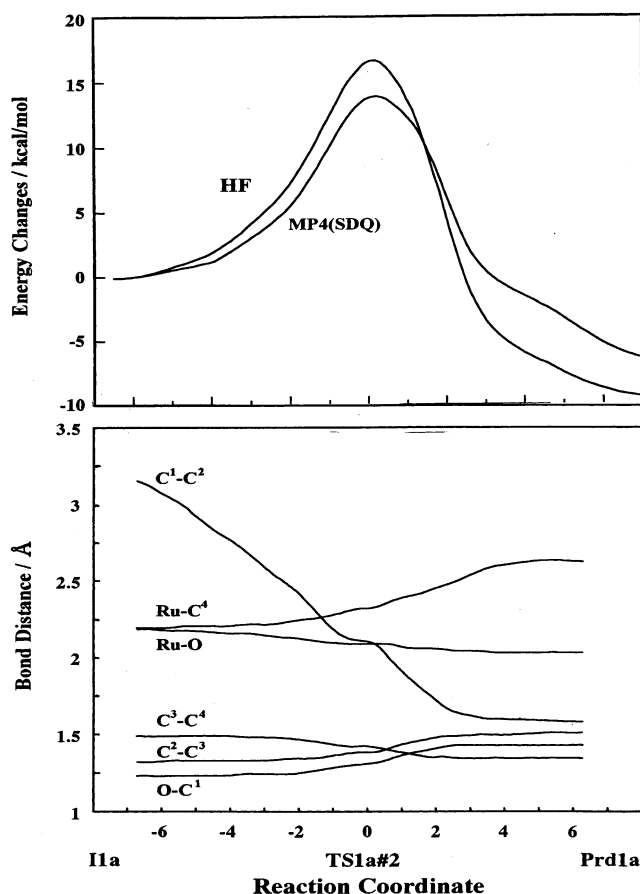 20
15
10
5
0
-5
-10
Energy Changes / kcal/mol
HF
MP4(SDQ)
3.5
3
2.5
2
1.5
1
Bond Distance / Å
C¹-C²
Ru-C⁴
Ru-O
C³-C⁴
C²-C³
O-C¹
-6 -4 -2 0 2 4 6
I1a TS1a#2 Prd1a
Reaction Coordinate